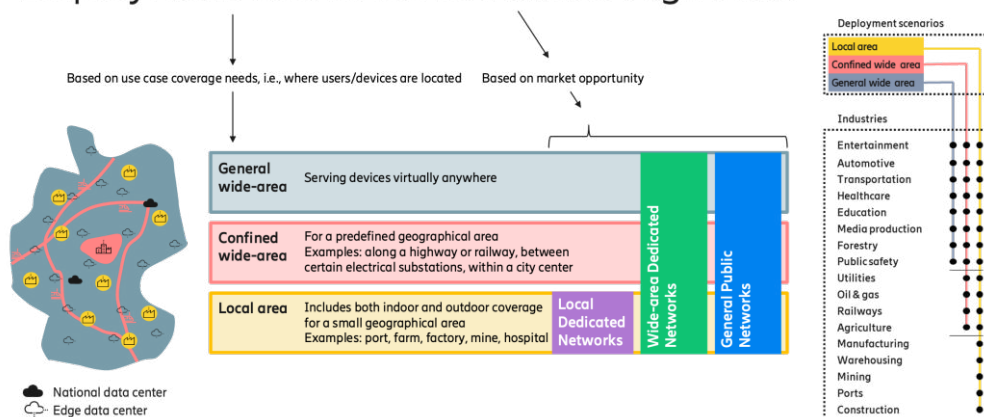 Deployment scenarios
Local area
Confined wide area
General wide area
Based on use case coverage needs, i.e., where users/devices are located
Based on market opportunity
Industries
Entertainment
Automotive
Transportation
Healthcare
Education
Media production
Forestry
Public safety
Utilities
Oil & gas
Railways
Agriculture
Manufacturing
Warehousing
Mining
Ports
Construction
General
wide-area
Serving devices virtually anywhere
Confined
wide-area
For a predefined geographical area
Examples: along a highway or railway, between
certain electrical substations, within a city center
Local area
Includes both indoor and outdoor coverage
for a small geographical area
Examples: port, farm, factory, mine, hospital
Local
Dedicated
Networks
Wide-area Dedicated
Networks
General Public
Networks
National data center
Edge data center